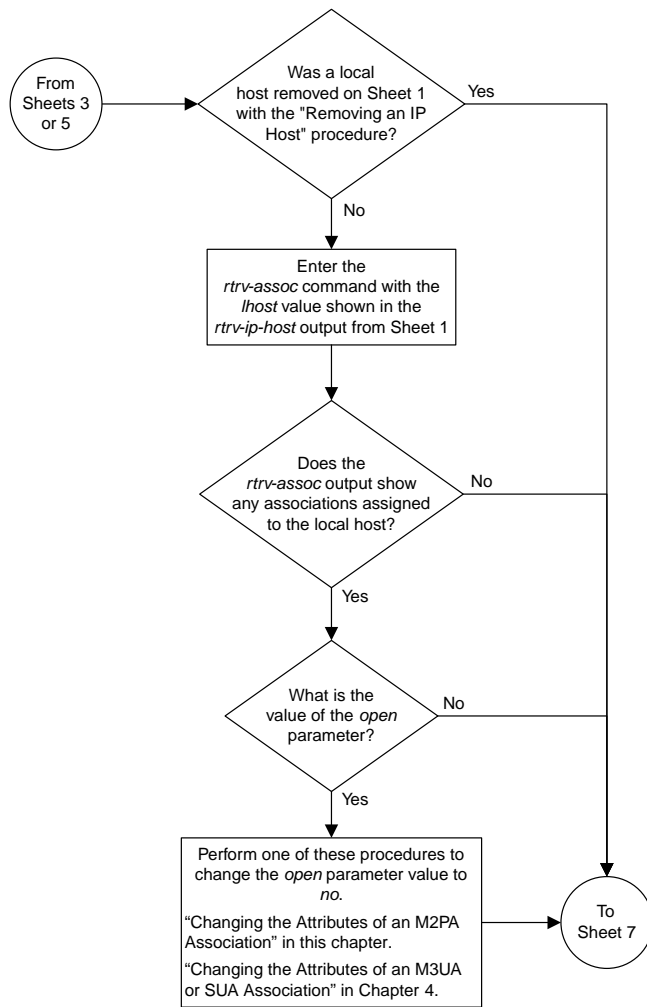 From
Sheets 3
or 5
Was a local
host removed on Sheet 1
with the "Removing an IP
Host" procedure?
Yes
No
Enter the
rtrv-assoc command with the
lhost value shown in the
rtrv-ip-host output from Sheet 1
Does the
rtrv-assoc output show
any associations assigned
to the local host?
No
Yes
What is the
value of the open
parameter?
No
Yes
Perform one of these procedures to
change the open parameter value to
no.
“Changing the Attributes of an M2PA
Association” in this chapter.
“Changing the Attributes of an M3UA
or SUA Association” in Chapter 4.
To
Sheet 7